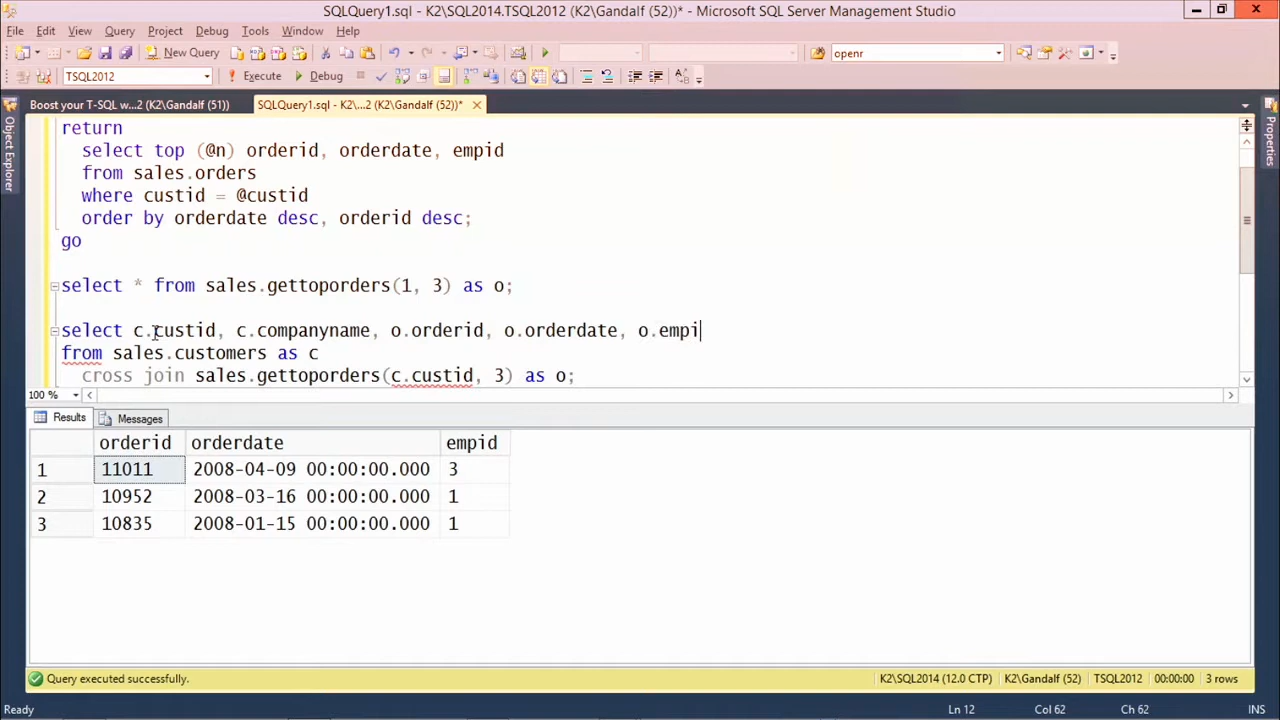 SQLQuery1.sql - K2\SQL2014.TSQL2012 (K2\Gandalf (52))* - Microsoft SQL Server Management Studio
File Edit View Query Project Debug Tools Window Help
New Query openr
TSQL2012 Execute Debug
Boost your T-SQL w...2 (K2\Gandalf (51)) SQLQuery1.sql - K2\...2 (K2\Gandalf (52))*
Object Explorer
Properties
return
select top (@n) orderid, orderdate, empid
from sales.orders
where custid = @custid
order by orderdate desc, orderid desc;
go
select * from sales.gettoporders(1, 3) as o;
select c.custid, c.companyname, o.orderid, o.orderdate, o.empi
from sales.customers as c
cross join sales.gettoporders(c.custid, 3) as o;
100 %
Results Messages
orderid orderdate empid
1 11011 2008-04-09 00:00:00.000 3
2 10952 2008-03-16 00:00:00.000 1
3 10835 2008-01-15 00:00:00.000 1
Query executed successfully. K2\SQL2014 (12.0 CTP) K2\Gandalf (52) TSQL2012 00:00:00 3 rows
Ready Ln 12 Col 62 Ch 62 INS